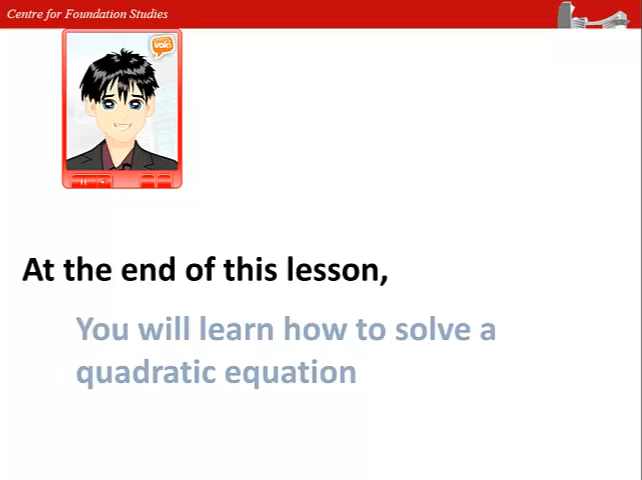 Centre for Foundation Studies
voki
At the end of this lesson,
You will learn how to solve a
quadratic equation